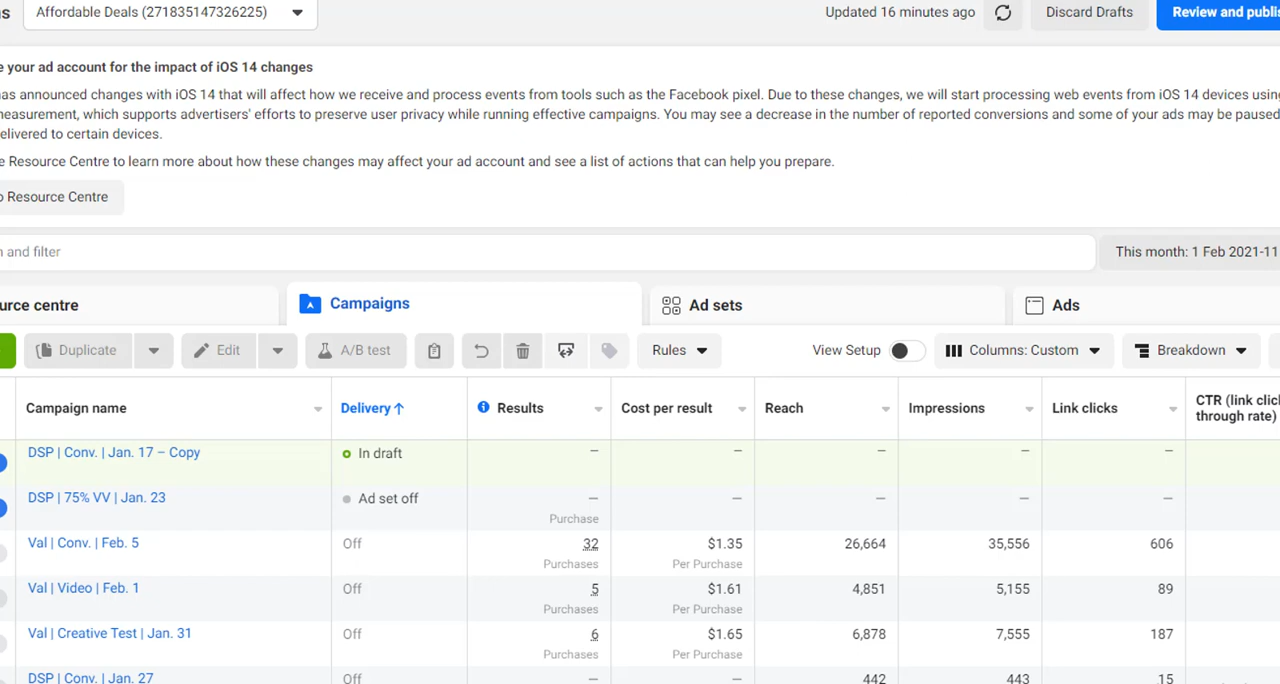 ns Affordable Deals (271835147326225) Updated 16 minutes ago Discard Drafts Review and publis
e your ad account for the impact of iOS 14 changes
as announced changes with iOS 14 that will affect how we receive and process events from tools such as the Facebook pixel. Due to these changes, we will start processing web events from iOS 14 devices using
measurement, which supports advertisers' efforts to preserve user privacy while running effective campaigns. You may see a decrease in the number of reported conversions and some of your ads may be paused
elivered to certain devices.
e Resource Centre to learn more about how these changes may affect your ad account and see a list of actions that can help you prepare.
o Resource Centre
n and filter This month: 1 Feb 2021-11
urce centre Campaigns Ad sets Ads
Duplicate Edit A/B test Rules View Setup Columns: Custom Breakdown
Campaign name Delivery↑ Results Cost per result Reach Impressions Link clicks CTR (link clic
through rate)
DSP | Conv. | Jan. 17 – Copy In draft — — — — —
DSP | 75% VV | Jan. 23 Ad set off — — — — —
Purchase
Val | Conv. | Feb. 5 Off 32 $1.35 26,664 35,556 606
Purchases Per Purchase
Val | Video | Feb. 1 Off 5 $1.61 4,851 5,155 89
Purchases Per Purchase
Val | Creative Test | Jan. 31 Off 6 $1.65 6,878 7,555 187
Purchases Per Purchase
DSP | Conv. | Jan. 27 Off — — 442 443 15